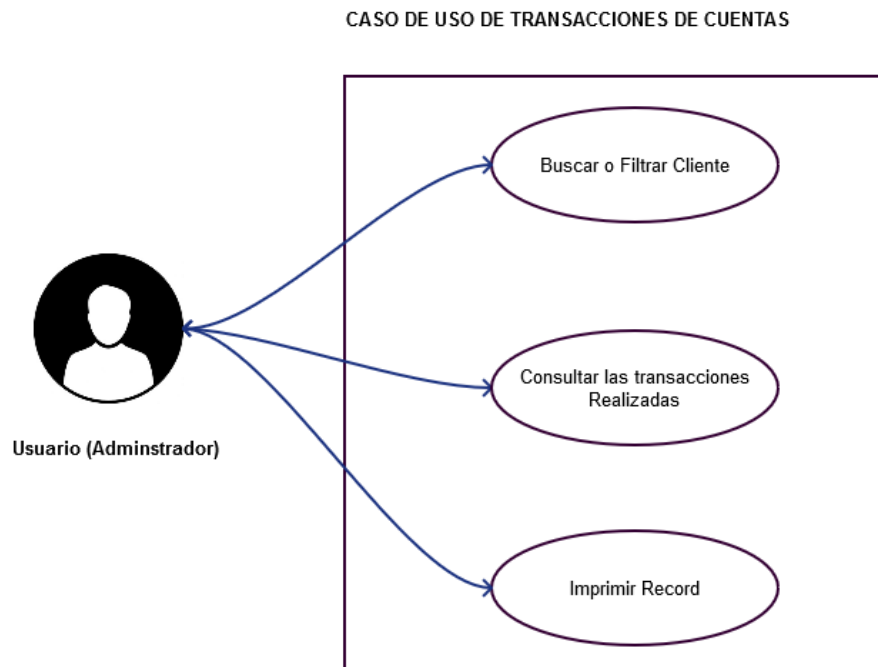 CASO DE USO DE TRANSACCIONES DE CUENTAS
Buscar o Filtrar Cliente
Consultar las transacciones
Realizadas
Usuario (Adminstrador)
Imprimir Record